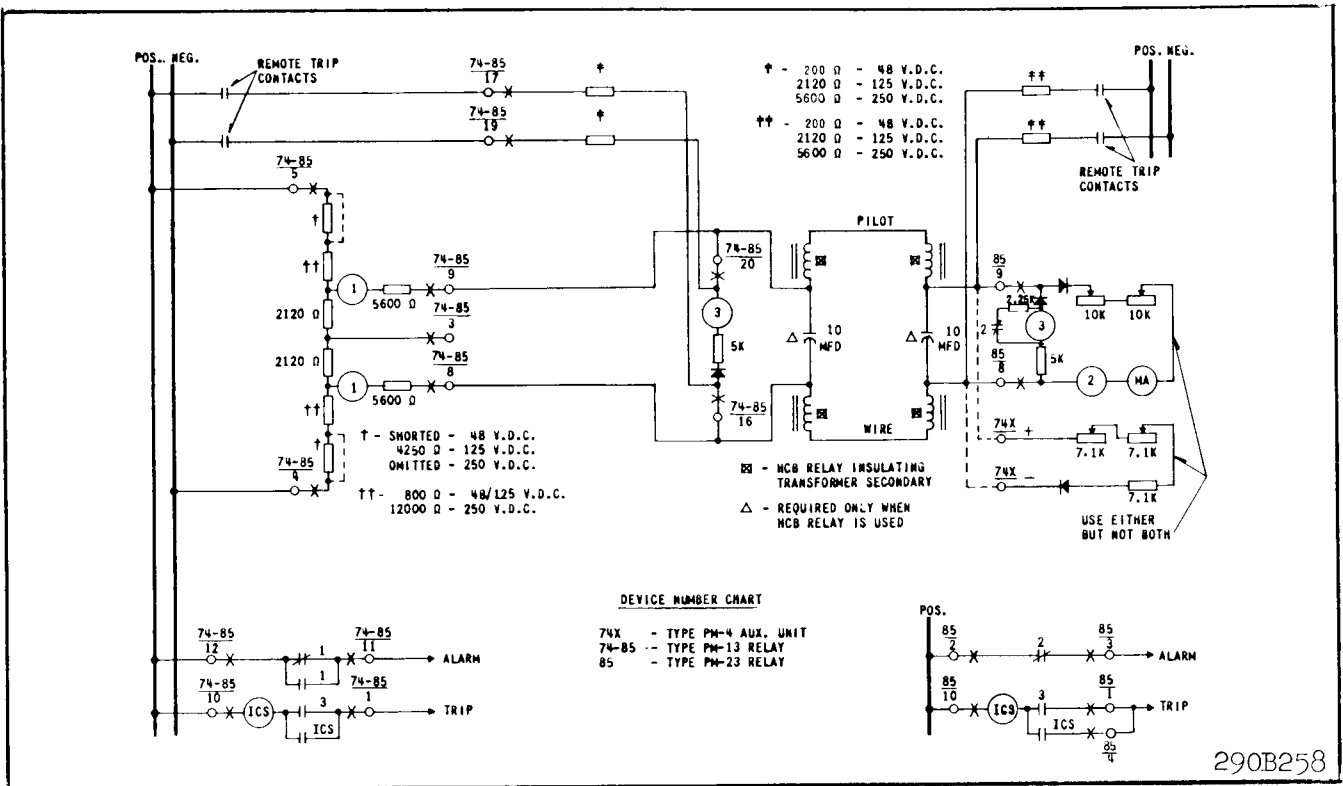 POS. NEG.
REMOTE TRIP
CONTACTS
74-85
17
*
74-85
19
*
* - 200 Ω - 48 V.D.C.
2120 Ω - 125 V.D.C.
5600 Ω - 250 V.D.C.
** - 200 Ω - 48 V.D.C.
2120 Ω - 125 V.D.C.
5600 Ω - 250 V.D.C.
**
**
POS. NEG.
REMOTE TRIP
CONTACTS
74-85
5
†
††
1
5600 Ω
74-85
9
2120 Ω
74-85
3
2120 Ω
1
5600 Ω
74-85
8
††
†
74-85
4
† - SHORTED - 48 V.D.C.
4250 Ω - 125 V.D.C.
OMITTED - 250 V.D.C.
†† - 800 Ω - 48/125 V.D.C.
12000 Ω - 250 V.D.C.
74-85
20
3
5K
74-85
16
PILOT
Δ 10
MFD
Δ 10
MFD
WIRE
- HCB RELAY INSULATING
TRANSFORMER SECONDARY
Δ - REQUIRED ONLY WHEN
HCB RELAY IS USED
85
9
2.25K
2
3
5K
10K
10K
85
8
2
MA
74X +
7.1K
7.1K
74X -
7.1K
USE EITHER
BUT NOT BOTH
DEVICE NUMBER CHART
74X - TYPE PM-4 AUX. UNIT
74-85 -- TYPE PM-13 RELAY
85 - TYPE PM-23 RELAY
74-85
12
1
1
74-85
11
ALARM
74-85
10
ICS
3
ICS
74-85
1
TRIP
POS.
85
2
2
85
3
ALARM
85
10
ICS
3
ICS
85
1
85
4
TRIP
290B258